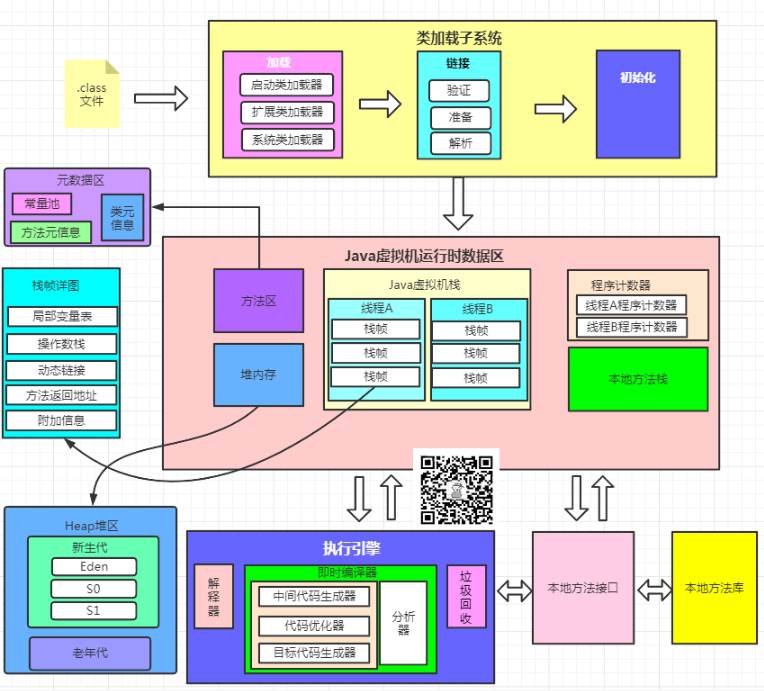 类加载子系统
.class
文件
加载
启动类加载器
扩展类加载器
系统类加载器
链接
验证
准备
解析
初始化
元数据区
常量池
方法元信息
类元
信息
Java虚拟机运行时数据区
方法区
堆内存
Java虚拟机栈
线程A
栈帧
栈帧
栈帧
线程B
栈帧
栈帧
栈帧
程序计数器
线程A程序计数器
线程B程序计数器
本地方法栈
栈帧详图
局部变量表
操作数栈
动态链接
方法返回地址
附加信息
Heap堆区
新生代
Eden
S0
S1
老年代
执行引擎
解
释
器
即时编泽器
中间代码生成器
代码优化器
目标代码生成器
分析
器
垃
圾
回
收
本地方法接口
本地方法库